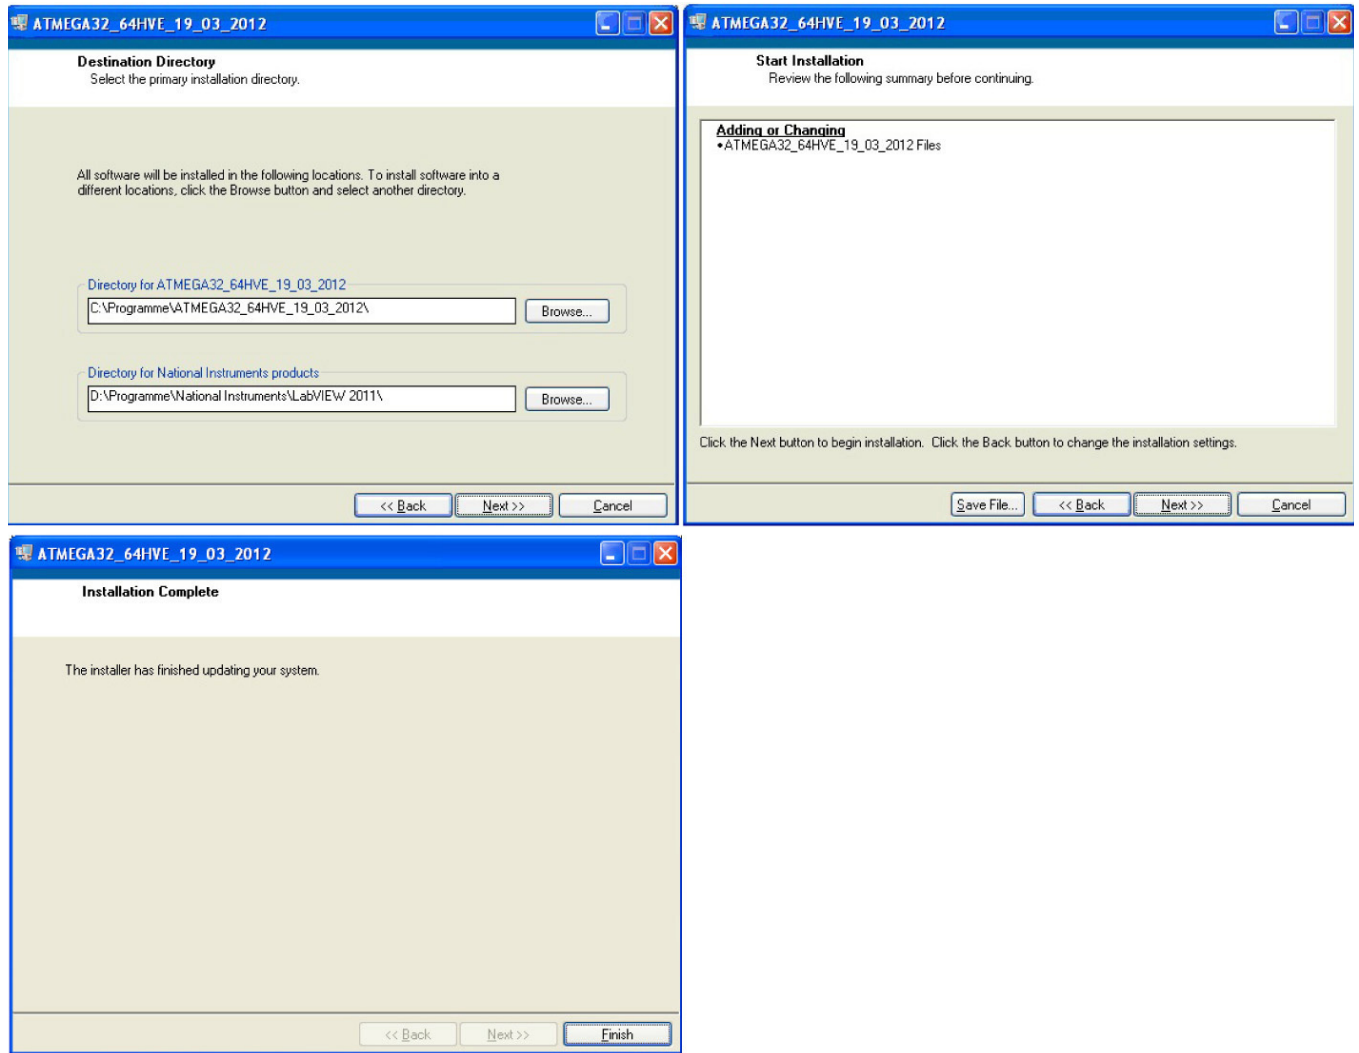 ATMEGA32_64HVE_19_03_2012
Destination Directory
Select the primary installation directory.
All software will be installed in the following locations. To install software into a
different locations, click the Browse button and select another directory.
Directory for ATMEGA32_64HVE_19_03_2012
C:\Programme\ATMEGA32_64HVE_19_03_2012\
Browse...
Directory for National Instruments products
D:\Programme\National Instruments\LabVIEW 2011\
Browse...
<< Back
Next >>
Cancel
ATMEGA32_64HVE_19_03_2012
Start Installation
Review the following summary before continuing.
Adding or Changing
•ATMEGA32_64HVE_19_03_2012 Files
Click the Next button to begin installation. Click the Back button to change the installation settings.
Save File...
<< Back
Next >>
Cancel
ATMEGA32_64HVE_19_03_2012
Installation Complete
The installer has finished updating your system.
<< Back
Next >>
Finish